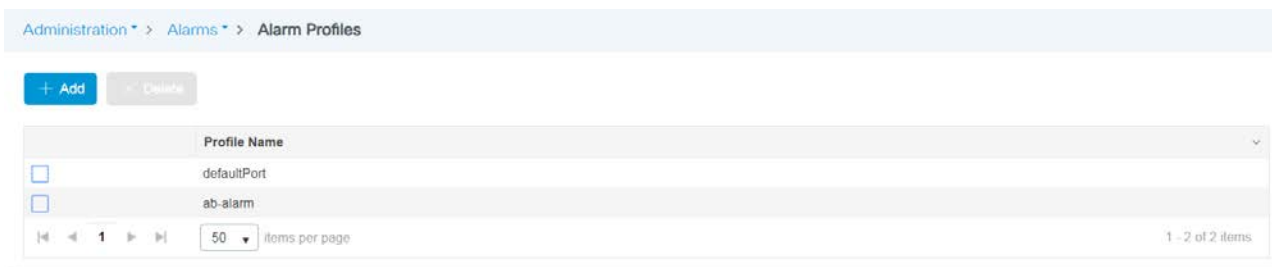 Administration > Alarms > Alarm Profiles
+ Add × Delete
Profile Name
defaultPort
ab-alarm
1 50 items per page 1 - 2 of 2 items